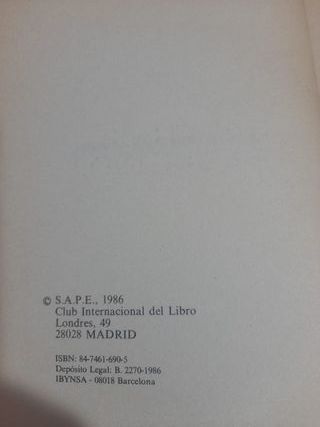 © S.A.P.E., 1986
Club Internacional del Libro
Londres, 49
28028 MADRID
ISBN: 84-7461-690-5
Depósito Legal: B. 2270-1986
IBYNSA - 08018 Barcelona